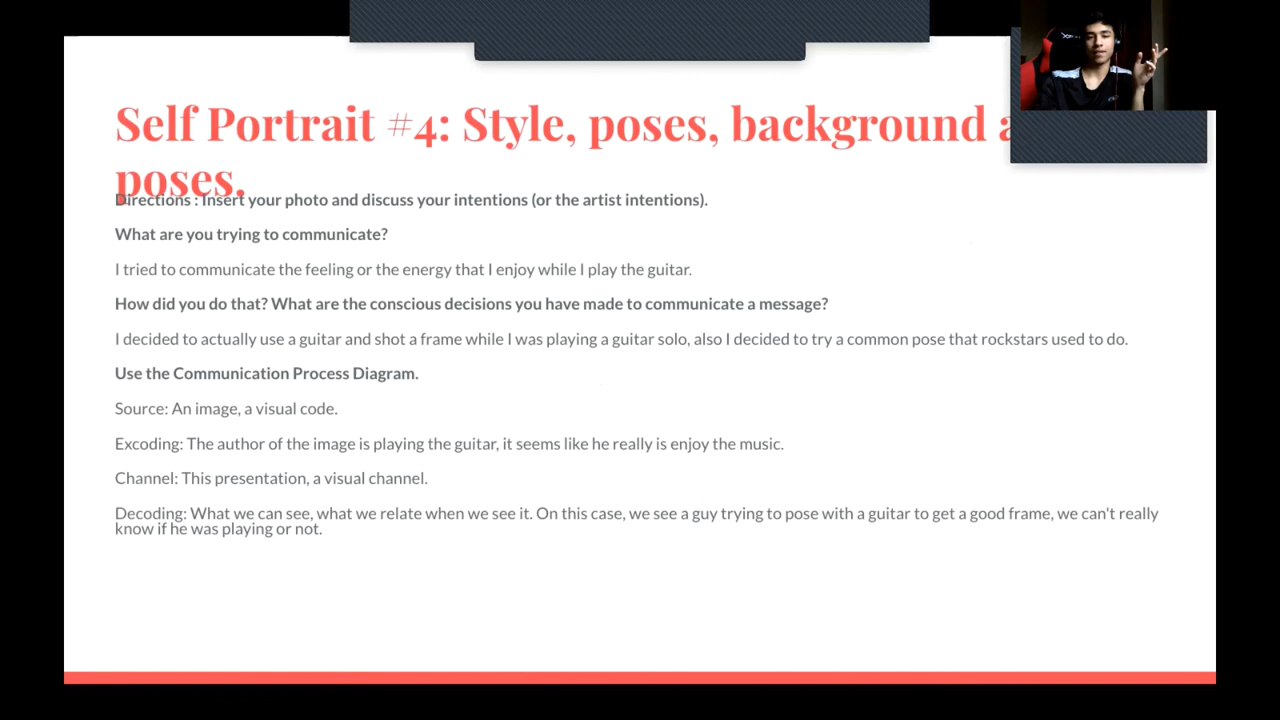 Self Portrait #4: Style, poses, background
poses.
Directions : Insert your photo and discuss your intentions (or the artist intentions).
What are you trying to communicate?
I tried to communicate the feeling or the energy that I enjoy while I play the guitar.
How did you do that? What are the conscious decisions you have made to communicate a message?
I decided to actually use a guitar and shot a frame while I was playing a guitar solo, also I decided to try a common pose that rockstars used to do.
Use the Communication Process Diagram.
Source: An image, a visual code.
Excoding: The author of the image is playing the guitar, it seems like he really is enjoy the music.
Channel: This presentation, a visual channel.
Decoding: What we can see, what we relate when we see it. On this case, we see a guy trying to pose with a guitar to get a good frame, we can't really
know if he was playing or not.